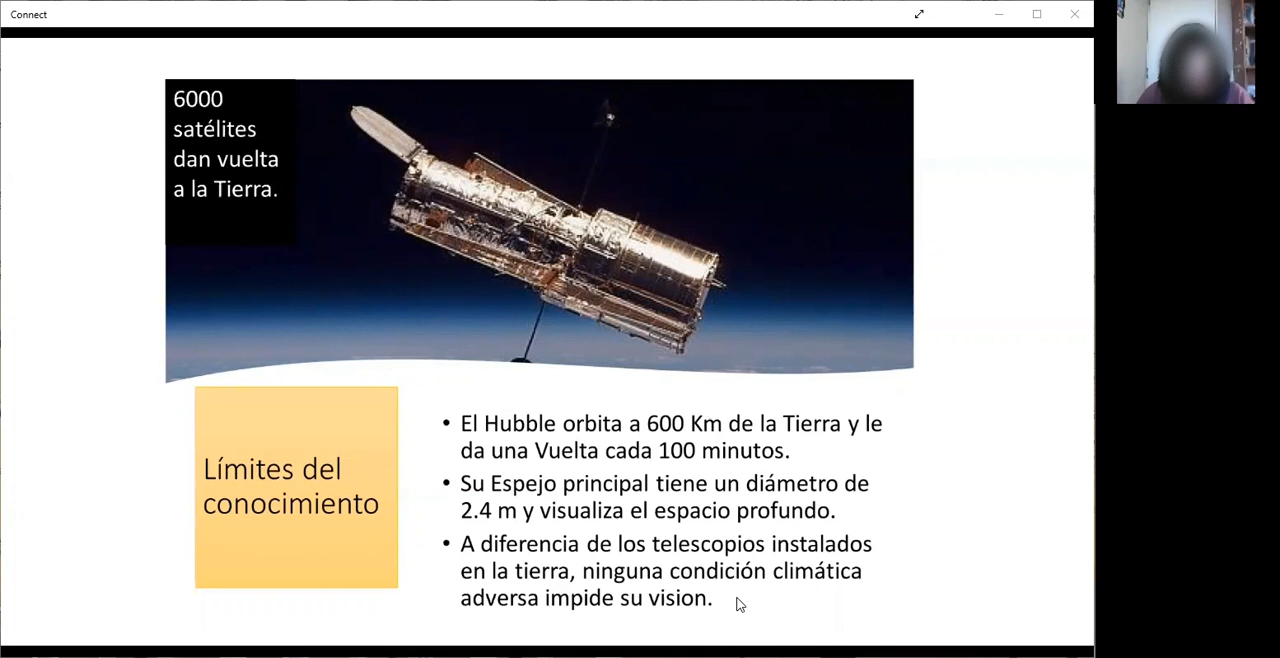 Connect
6000
satélites
dan vuelta
a la Tierra.
Límites del
conocimiento
• El Hubble orbita a 600 Km de la Tierra y le
da una Vuelta cada 100 minutos.
• Su Espejo principal tiene un diámetro de
2.4 m y visualiza el espacio profundo.
• A diferencia de los telescopios instalados
en la tierra, ninguna condición climática
adversa impide su vision.